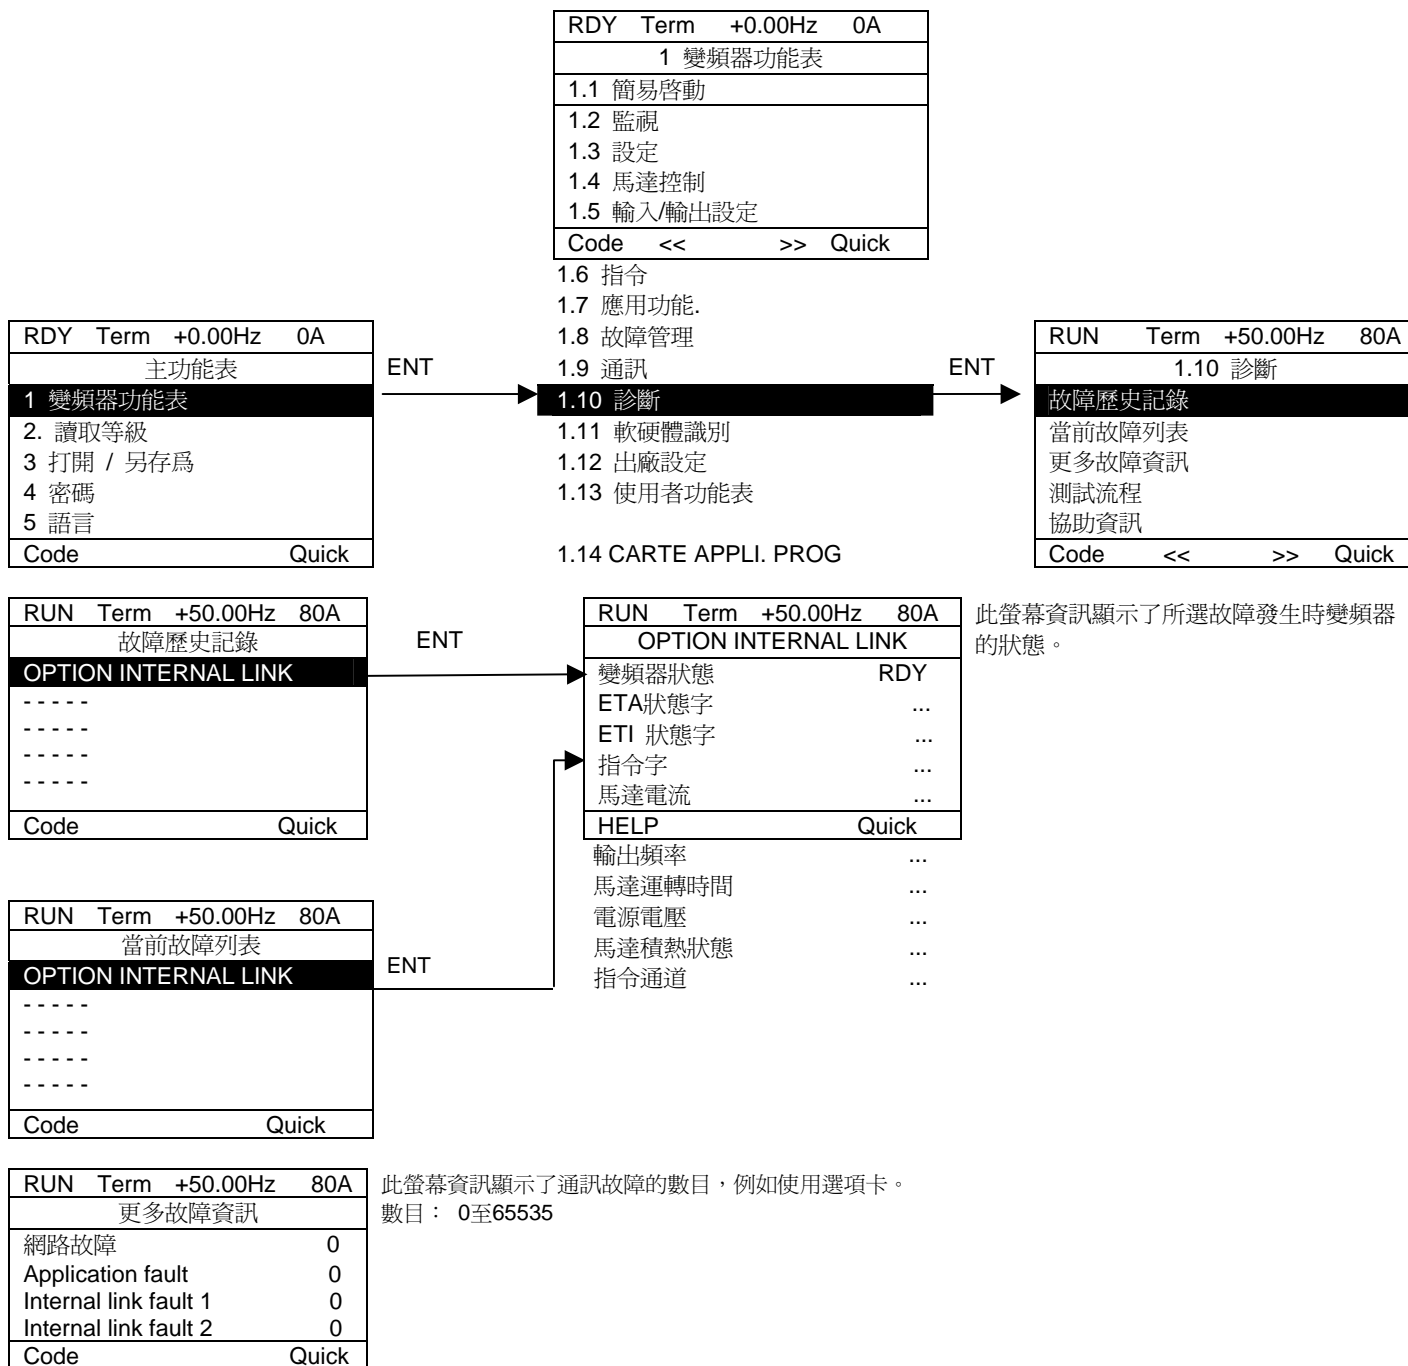 RDY Term +0.00Hz 0A
1 變頻器功能表
1.1 簡易啓動
1.2 監視
1.3 設定
1.4 馬達控制
1.5 輸入/輸出設定
Code << >> Quick
1.6 指令
1.7 應用功能.
1.8 故障管理
1.9 通訊
1.10 診斷
1.11 軟硬體識別
1.12 出廠設定
1.13 使用者功能表
1.14 CARTE APPLI. PROG
RDY Term +0.00Hz 0A
主功能表
1 變頻器功能表
2. 讀取等級
3 打開 / 另存爲
4 密碼
5 語言
Code Quick
ENT
ENT
RUN Term +50.00Hz 80A
1.10 診斷
故障歷史記錄
當前故障列表
更多故障資訊
測試流程
協助資訊
Code << >> Quick
RUN Term +50.00Hz 80A
故障歷史記錄
OPTION INTERNAL LINK
- - - - -
- - - - -
- - - - -
- - - - -
Code Quick
ENT
RUN Term +50.00Hz 80A
OPTION INTERNAL LINK
變頻器狀態 RDY
ETA狀態字 ...
ETI 狀態字 ...
指令字 ...
馬達電流 ...
HELP Quick
輸出頻率 ...
馬達運轉時間 ...
電源電壓 ...
馬達積熱狀態 ...
指令通道 ...
此螢幕資訊顯示了所選故障發生時變頻器
的狀態。
RUN Term +50.00Hz 80A
當前故障列表
OPTION INTERNAL LINK
- - - - -
- - - - -
- - - - -
- - - - -
Code Quick
ENT
RUN Term +50.00Hz 80A
更多故障資訊
網路故障 0
Application fault 0
Internal link fault 1 0
Internal link fault 2 0
Code Quick
此螢幕資訊顯示了通訊故障的數目，例如使用選項卡。
數目： 0至65535